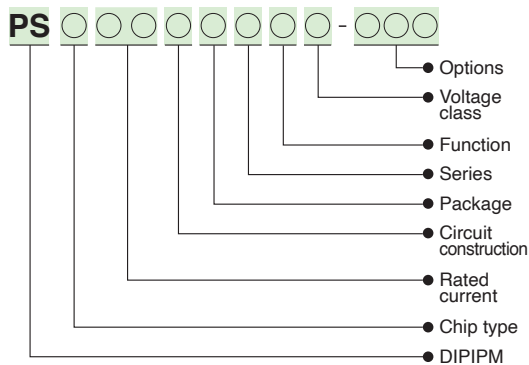 PS ○ ○○ ○ ○ ○ ○ ○ - ○○○
Options
Voltage
class
Function
Series
Package
Circuit
construction
Rated
current
Chip type
DIPIPM